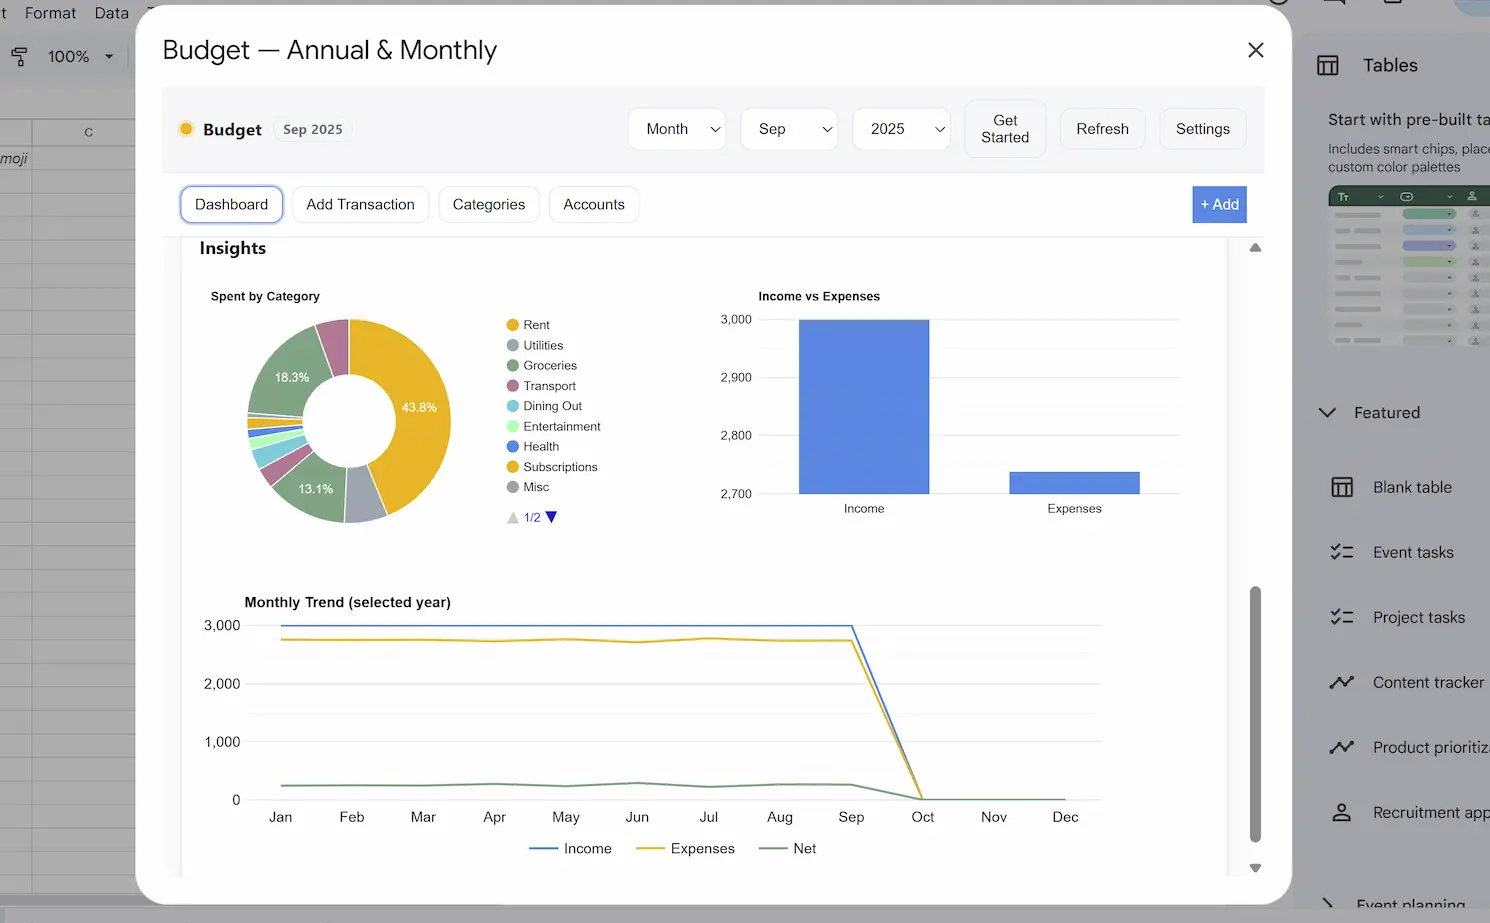 Format Data
100%
C
moji
Budget — Annual & Monthly
Budget Sep 2025
Month Sep 2025
Get Started
Refresh Settings
Dashboard Add Transaction Categories Accounts
+ Add
Insights
Spent by Category
18.3%
43.8%
13.1%
Rent
Utilities
Groceries
Transport
Dining Out
Entertainment
Health
Subscriptions
Misc
1/2
Income vs Expenses
3,000
2,900
2,800
2,700
Income Expenses
Monthly Trend (selected year)
3,000
2,000
1,000
0
Jan Feb Mar Apr May Jun Jul Aug Sep Oct Nov Dec
Income Expenses Net
Tables
Start with pre-built ta
Includes smart chips, place
custom color palettes
Tт
Featured
Blank table
Event tasks
Project tasks
Content tracker
Product prioritiz
Recruitment app
Event planning